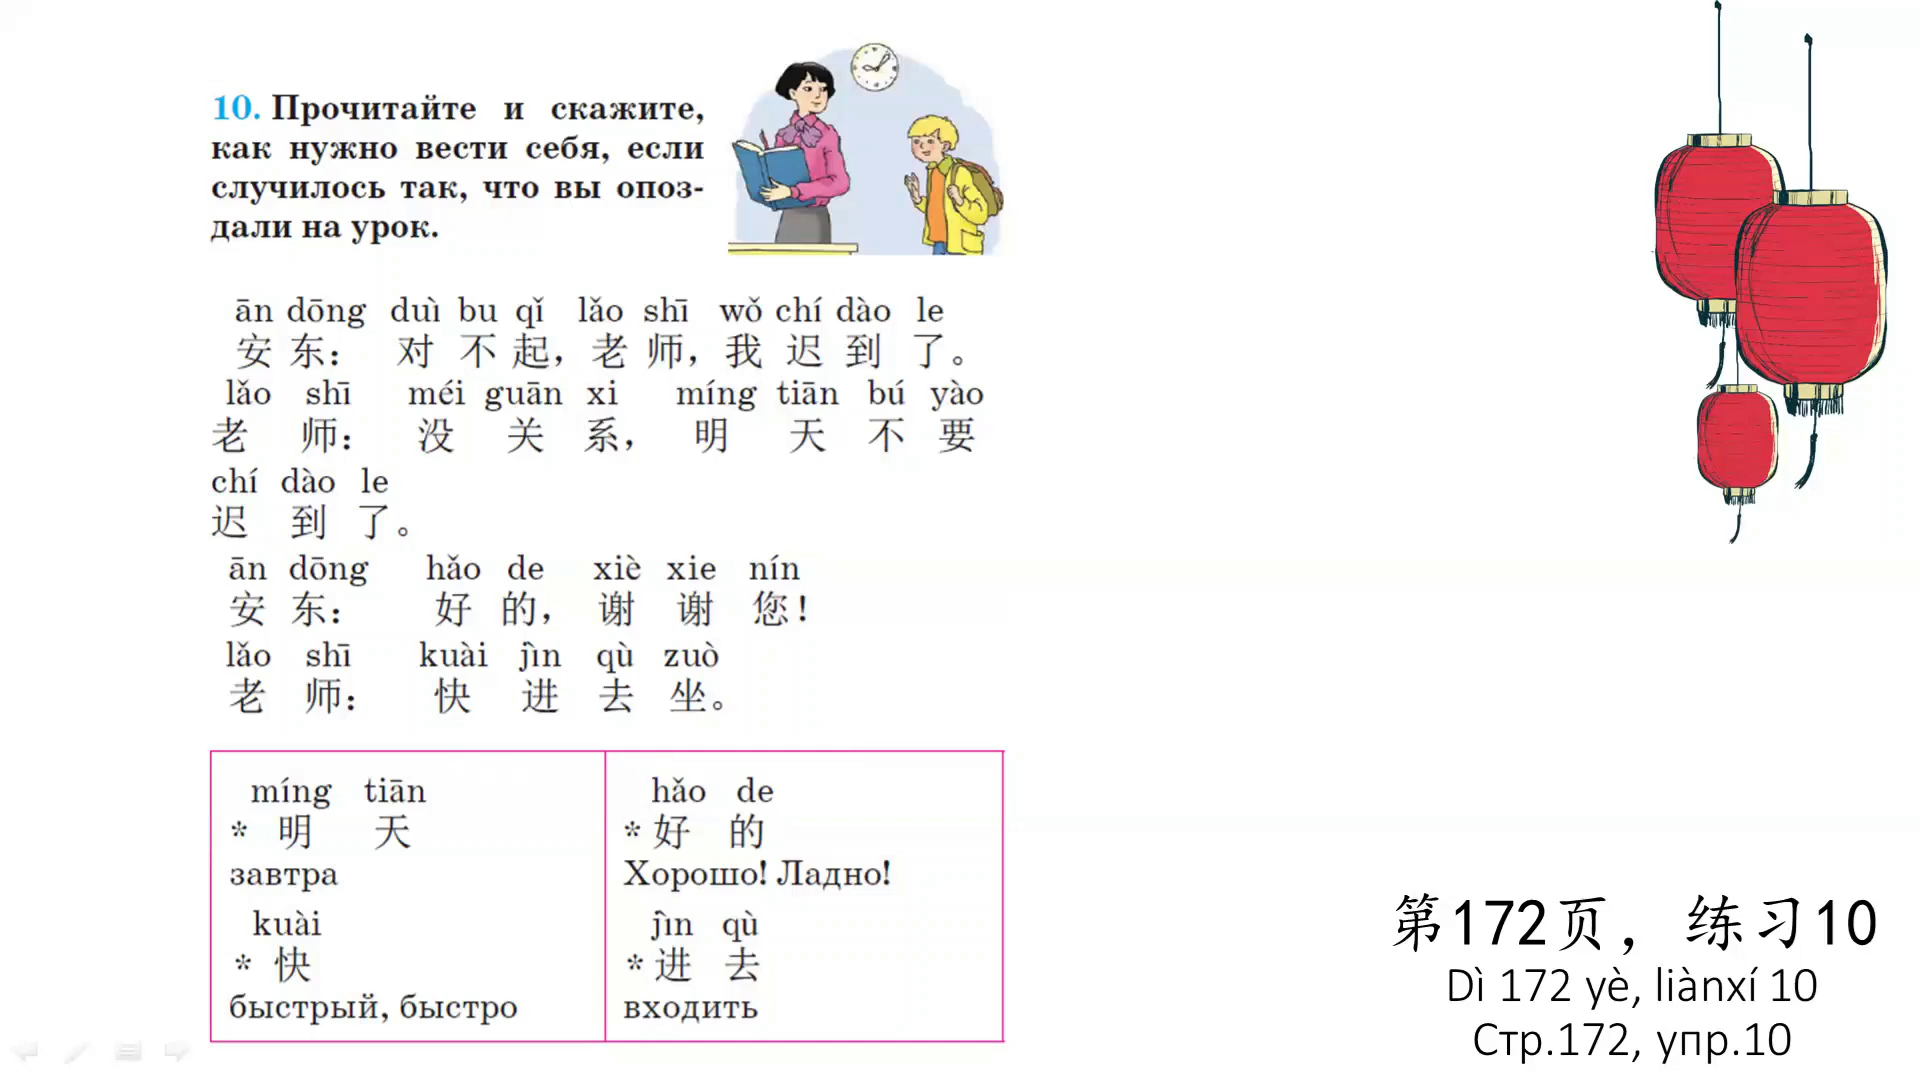 10. Прочитайте и скажите,
как нужно вести себя, если
случилось так, что вы опоз-
дали на урок.
ān dōng duì bu qǐ lǎo shī wǒ chí dào le
安 东： 对 不 起，老 师，我 迟 到 了。
lǎo shī méi guān xi míng tiān bú yào
老 师： 没 关 系， 明 天 不 要
chí dào le
迟 到 了。
ān dōng hǎo de xiè xie nín
安 东： 好 的， 谢 谢 您！
lǎo shī kuài jìn qù zuò
老 师： 快 进 去 坐。
míng tiān
* 明 天
завтра
kuài
* 快
быстрый, быстро
hǎo de
* 好 的
Хорошо! Ладно!
jìn qù
* 进 去
входить
第172页，练习10
Dì 172 yè, liànxí 10
Стр.172, упр.10